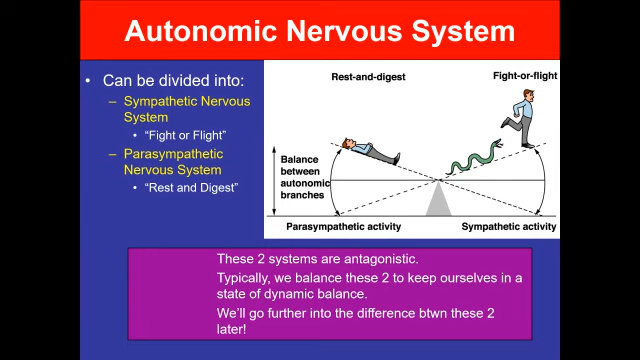 Autonomic Nervous System
• Can be divided into:
– Sympathetic Nervous
System
• “Fight or Flight”
– Parasympathetic
Nervous System
• “Rest and Digest”
Rest-and-digest
Fight-or-flight
Balance
between
autonomic
branches
Parasympathetic activity
Sympathetic activity
These 2 systems are antagonistic.
Typically, we balance these 2 to keep ourselves in a
state of dynamic balance.
We’ll go further into the difference btwn these 2
later!